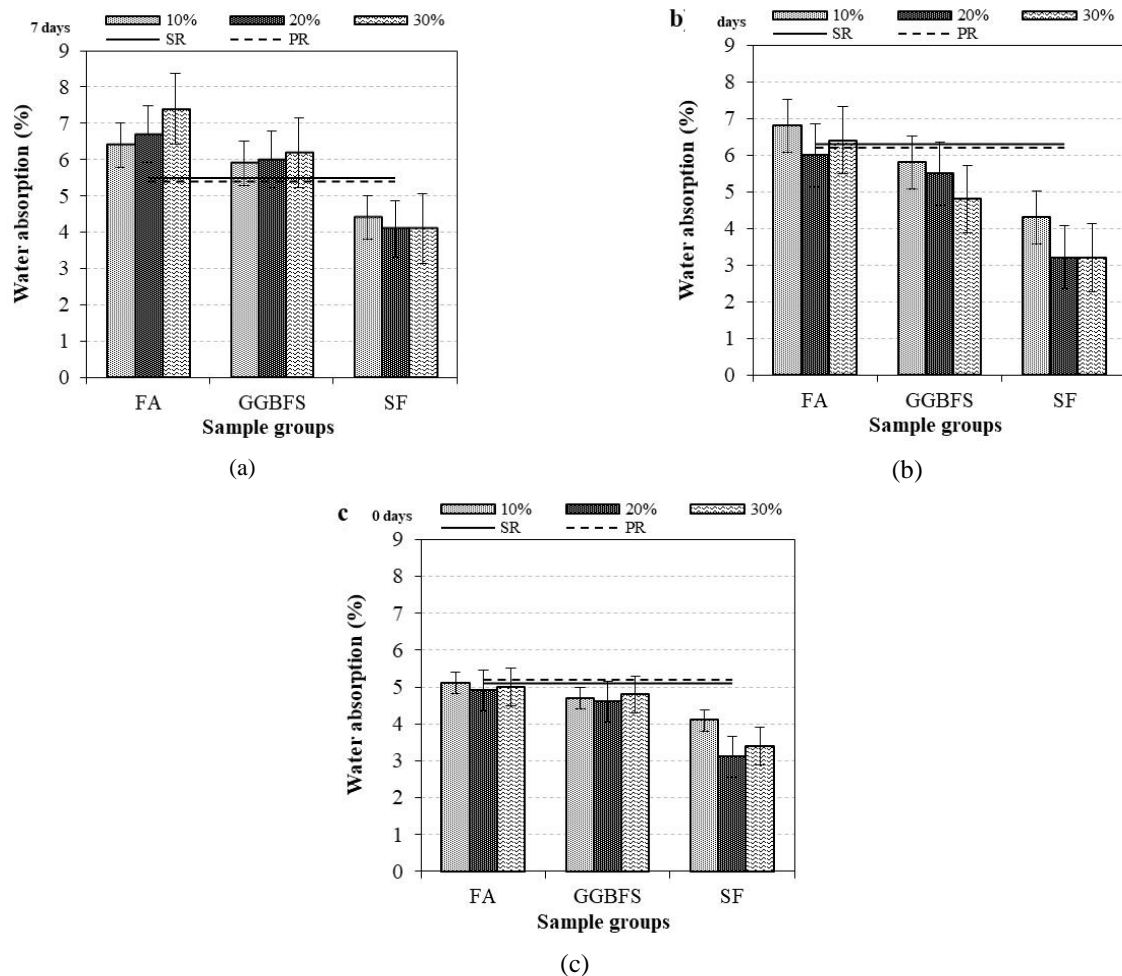 7 days
10% 20% 30%
SR PR
9
8
7
6
5
4
3
2
1
0
Water absorption (%)
FA GGBFS SF
Sample groups
(a)
b) days
10% 20% 30%
SR PR
9
8
7
6
5
4
3
2
1
0
Water absorption (%)
FA GGBFS SF
Sample groups
(b)
c 0 days
10% 20% 30%
SR PR
9
8
7
6
5
4
3
2
1
0
Water absorption (%)
FA GGBFS SF
Sample groups
(c)